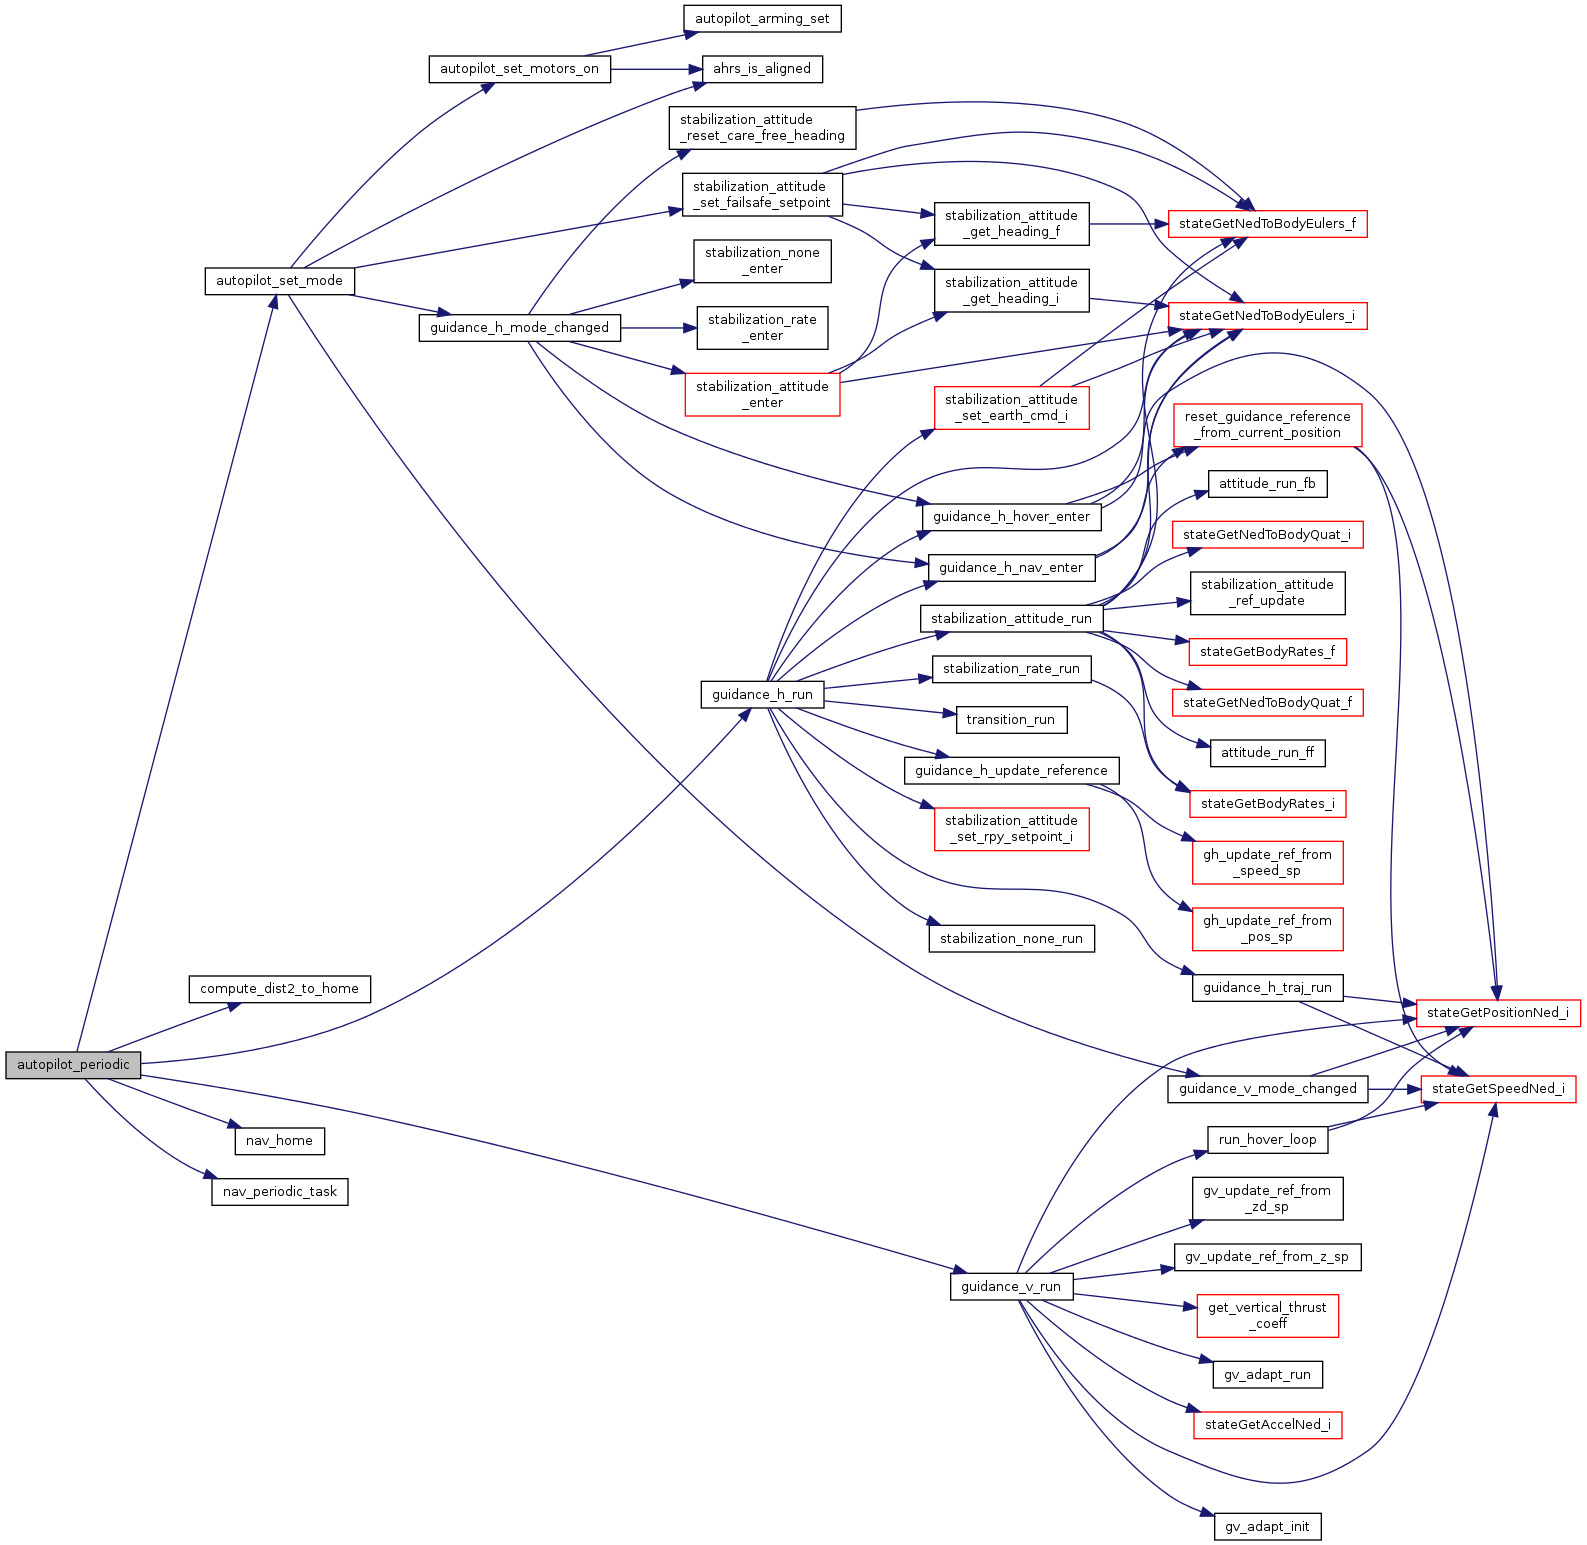 autopilot_arming_set
autopilot_set_motors_on
ahrs_is_aligned
stabilization_attitude
_reset_care_free_heading
stabilization_attitude
_set_failsafe_setpoint
stabilization_attitude
_get_heading_f
stateGetNedToBodyEulers_f
stabilization_none
_enter
autopilot_set_mode
stabilization_attitude
_get_heading_i
stateGetNedToBodyEulers_i
guidance_h_mode_changed
stabilization_rate
_enter
stabilization_attitude
_enter
stabilization_attitude
_set_earth_cmd_i
reset_guidance_reference
_from_current_position
attitude_run_fb
guidance_h_hover_enter
stateGetNedToBodyQuat_i
guidance_h_nav_enter
stabilization_attitude
_ref_update
stabilization_attitude_run
stateGetBodyRates_f
stabilization_rate_run
guidance_h_run
stateGetNedToBodyQuat_f
transition_run
attitude_run_ff
guidance_h_update_reference
stateGetBodyRates_i
stabilization_attitude
_set_rpy_setpoint_i
gh_update_ref_from
_speed_sp
gh_update_ref_from
_pos_sp
stabilization_none_run
compute_dist2_to_home
guidance_h_traj_run
stateGetPositionNed_i
autopilot_periodic
guidance_v_mode_changed
stateGetSpeedNed_i
nav_home
run_hover_loop
nav_periodic_task
gv_update_ref_from
_zd_sp
gv_update_ref_from_z_sp
guidance_v_run
get_vertical_thrust
_coeff
gv_adapt_run
stateGetAccelNed_i
gv_adapt_init